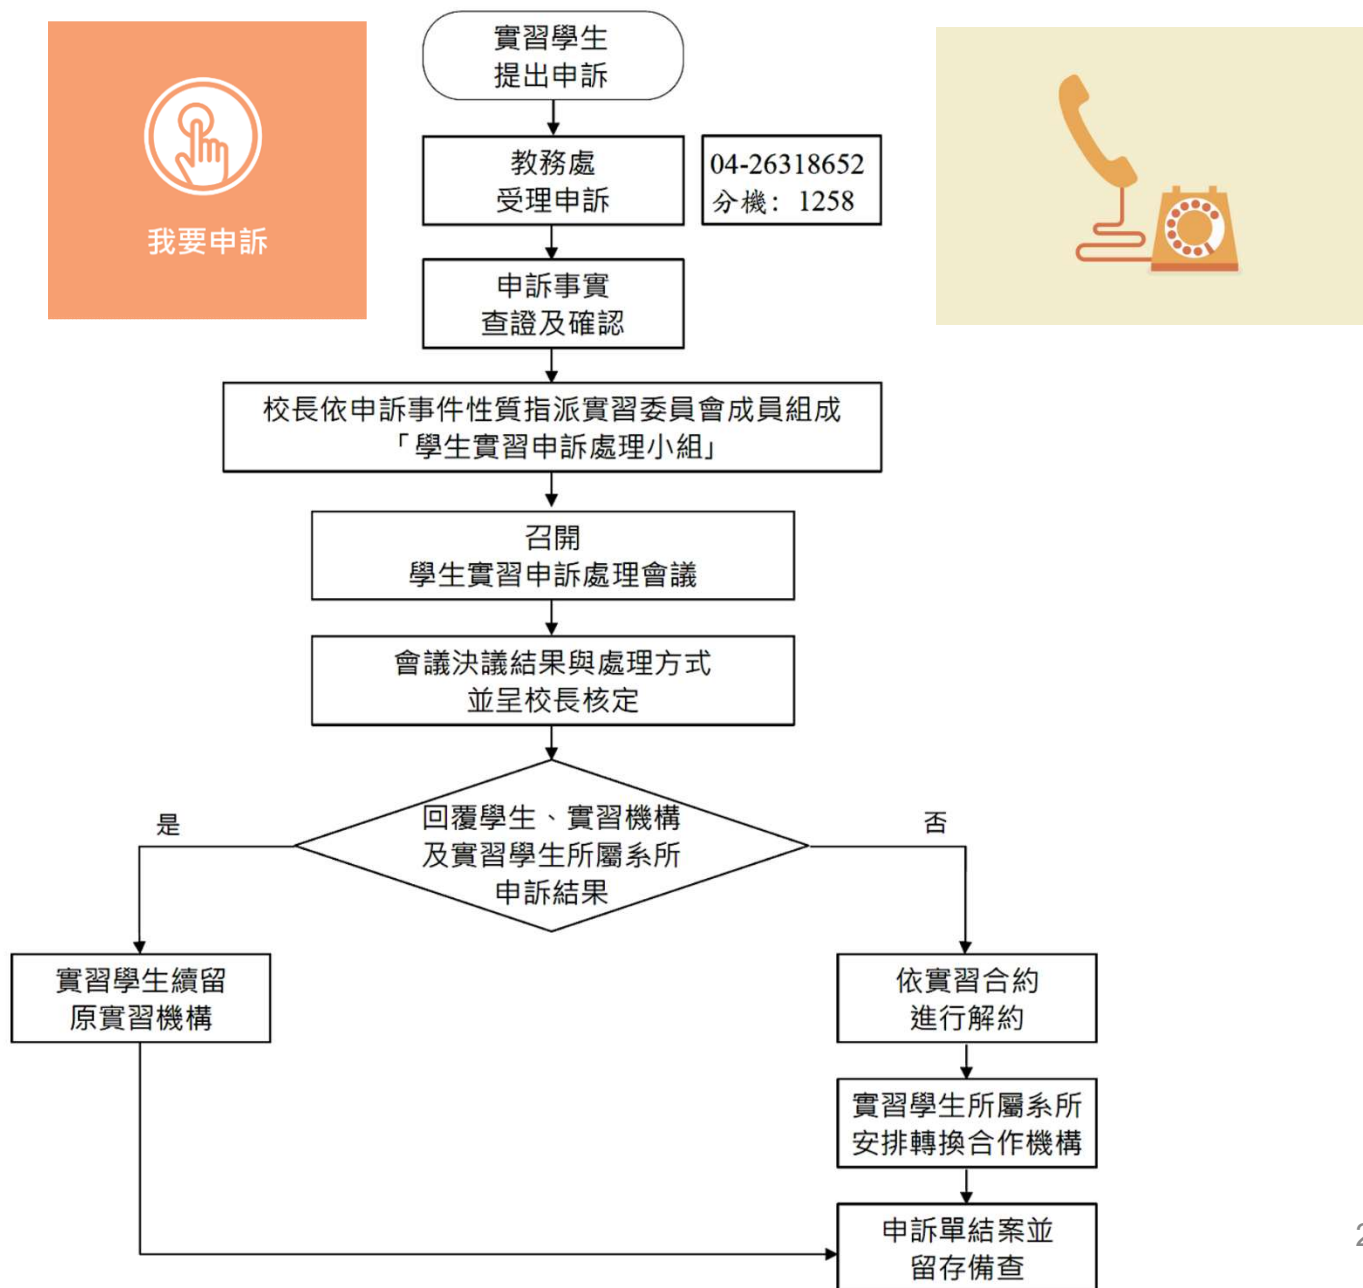 實習學生
提出申訴
我要申訴
教務處
受理申訴
04-26318652
分機：1258
申訴事實
查證及確認
校長依申訴事件性質指派實習委員會成員組成
「學生實習申訴處理小組」
召開
學生實習申訴處理會議
會議決議結果與處理方式
並呈校長核定
回覆學生、實習機構
及實習學生所屬系所
申訴結果
是
否
實習學生續留
原實習機構
依實習合約
進行解約
實習學生所屬系所
安排轉換合作機構
申訴單結案並
留存備查